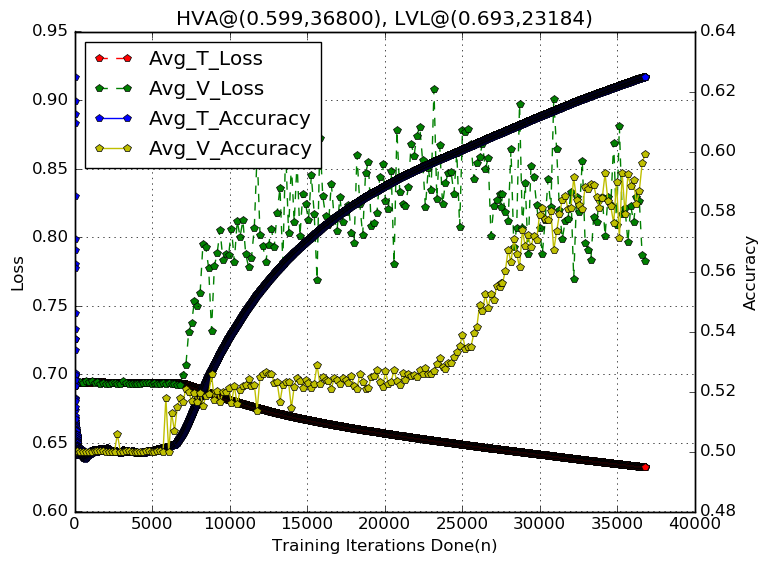 HVA@(0.599,36800), LVL@(0.693,23184)
0.95
0.90
0.85
0.80
0.75
0.70
0.65
0.60
Loss
Avg_T_Loss
Avg_V_Loss
Avg_T_Accuracy
Avg_V_Accuracy
0.64
0.62
0.60
0.58
0.56
0.54
0.52
0.50
0.48
Accuracy
0 5000 10000 15000 20000 25000 30000 35000 40000
Training Iterations Done(n)